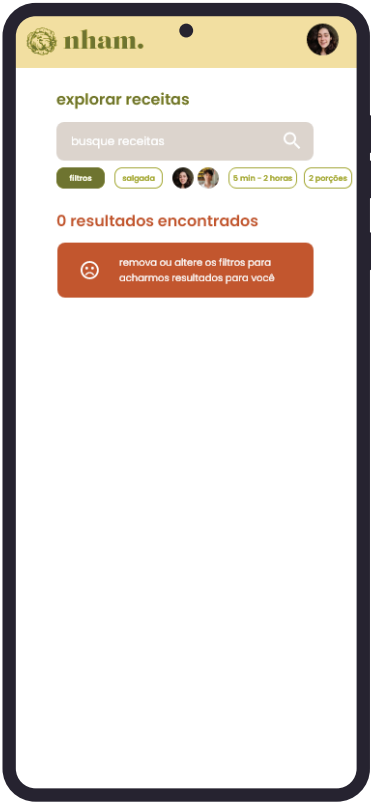 nham.
explorar receitas
busque receitas
filtros salgada 5 min - 2 horas 2 porções
0 resultados encontrados
remova ou altere os filtros para
acharmos resultados para você